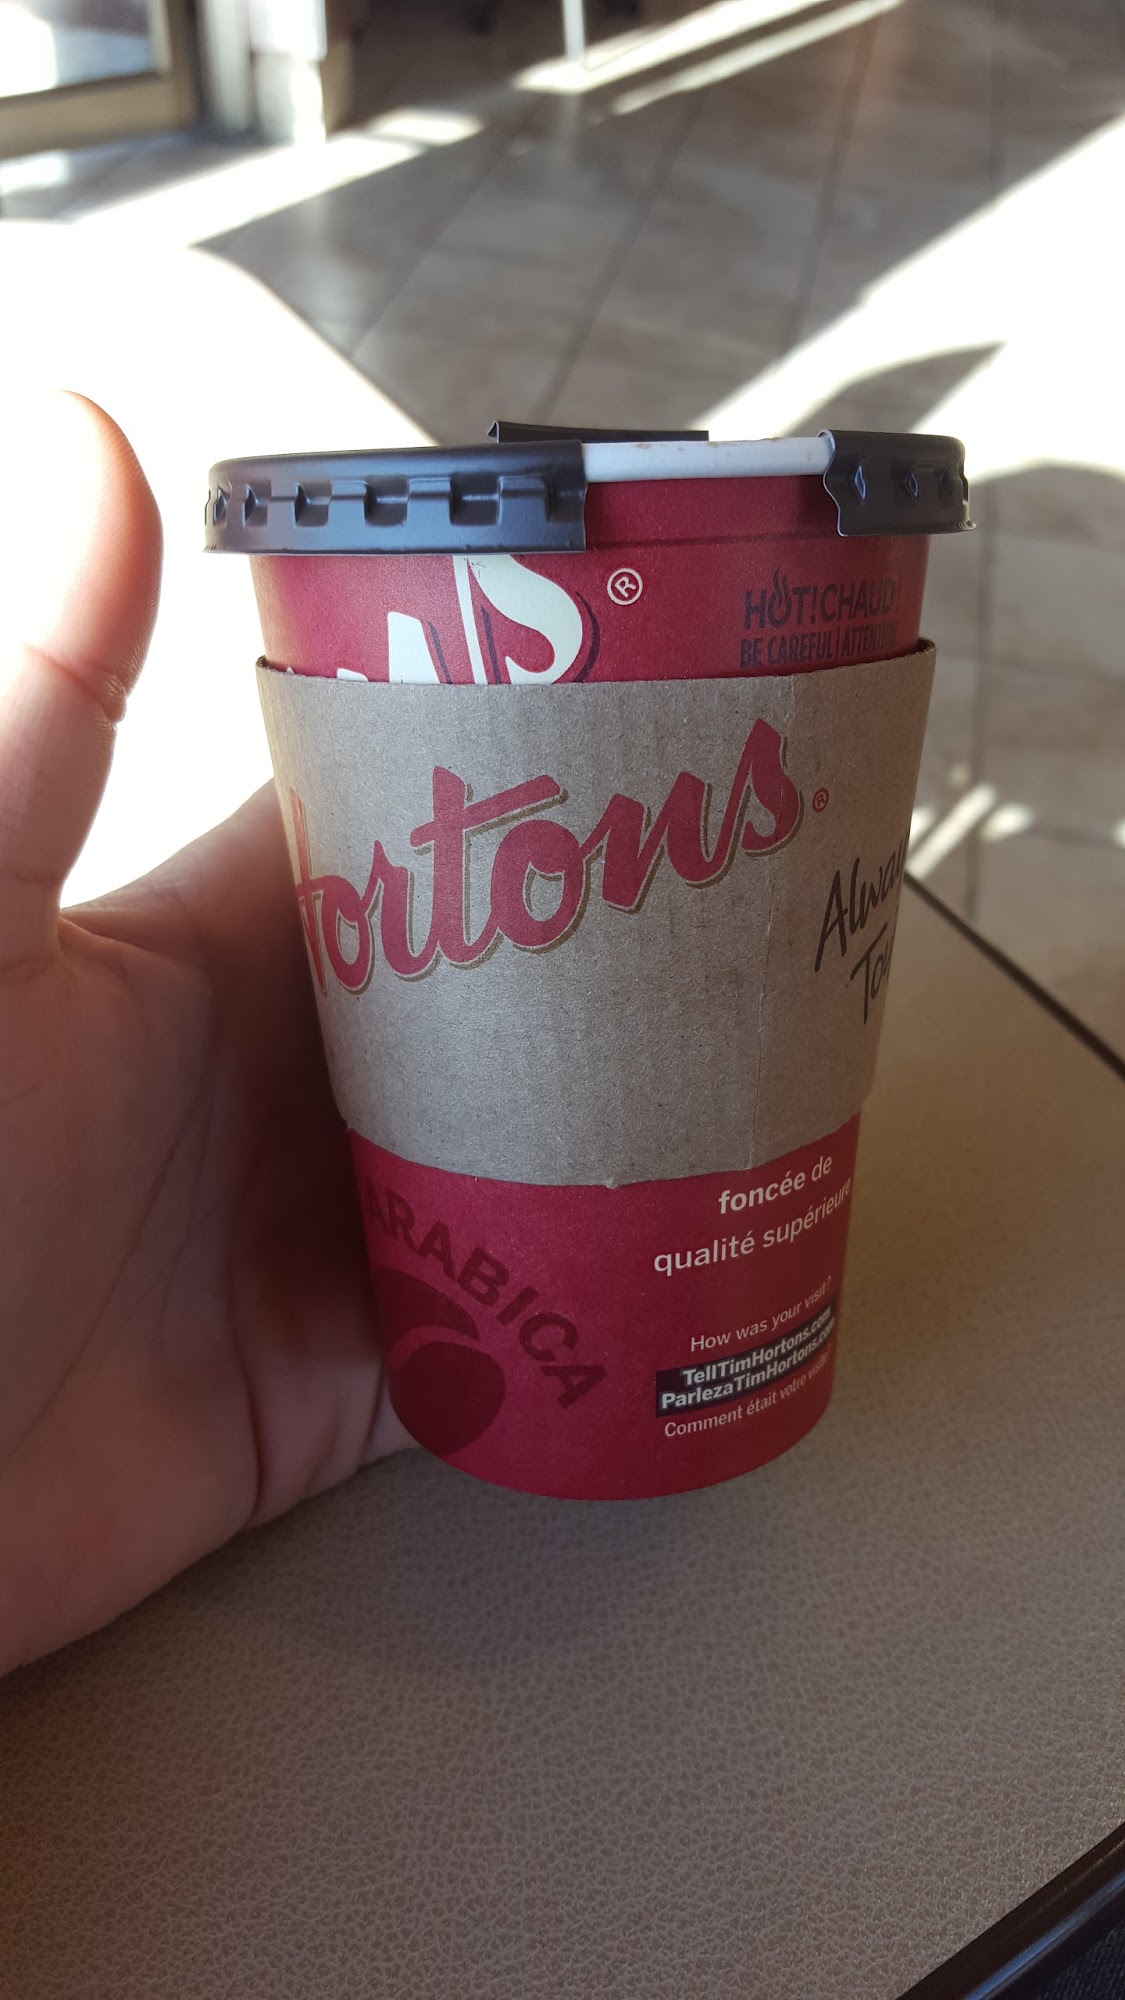 ®
HOT! CHAUD!
BE CAREFUL | ATTENTION
Hortons®
Always
foncée de
qualité supérieure
ARABICA
How was your visit?
TellTimHortons.com
ParlezaTimHortons.com
Comment était votre visite?